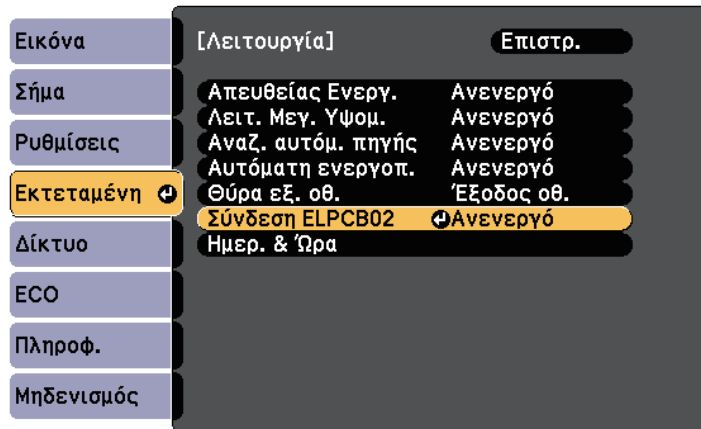 Εικόνα
Σήμα
Ρυθμίσεις
Εκτεταμένη
Δίκτυο
ECO
Πληροφ.
Μηδενισμός
[Λειτουργία] Επιστρ.
Απευθείας Ενεργ. Ανενεργό
Λειτ. Μεγ. Υψομ. Ανενεργό
Αναζ. αυτόμ. πηγής Ανενεργό
Αυτόματη ενεργοπ. Ανενεργό
Θύρα εξ. οθ. Έξοδος οθ.
Σύνδεση ELPCB02 Ανενεργό
Ημερ. & Ώρα